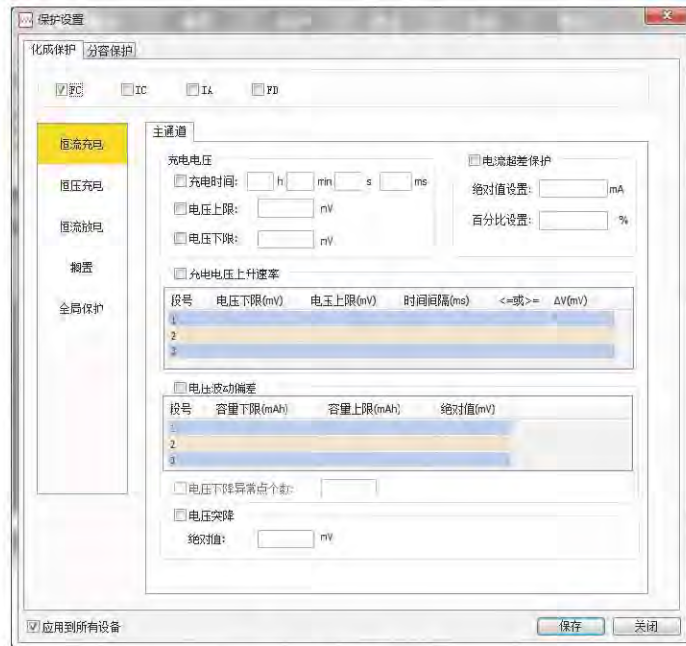 保护设置
化成保护 分容保护
FC IC IA FD
恒流充电
恒压充电
恒流放电
搁置
全局保护
主通道
充电电压
充电时间: h min s ms
电压上限: mV
电压下限: mV
电流超差保护
绝对值设置: mA
百分比设置: %
充电电压上升速率
段号 电压下限(mV) 电压上限(mV) 时间间隔(ms) <=或>= ΔV(mV)
1
2
3
电压波动偏差
段号 容量下限(mAh) 容量上限(mAh) 绝对值(mV)
1
2
3
电压下降异常点个数:
电压突降
绝对值: mV
应用到所有设备 保存 关闭